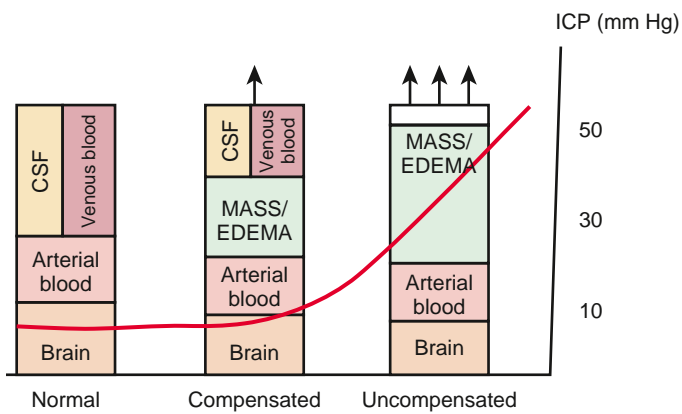 ICP (mm Hg)
CSF
Venous blood
Arterial
blood
Brain
Normal
CSF
Venous
blood
MASS/
EDEMA
Arterial
blood
Brain
Compensated
MASS/
EDEMA
Arterial
blood
Brain
Uncompensated
50
30
10